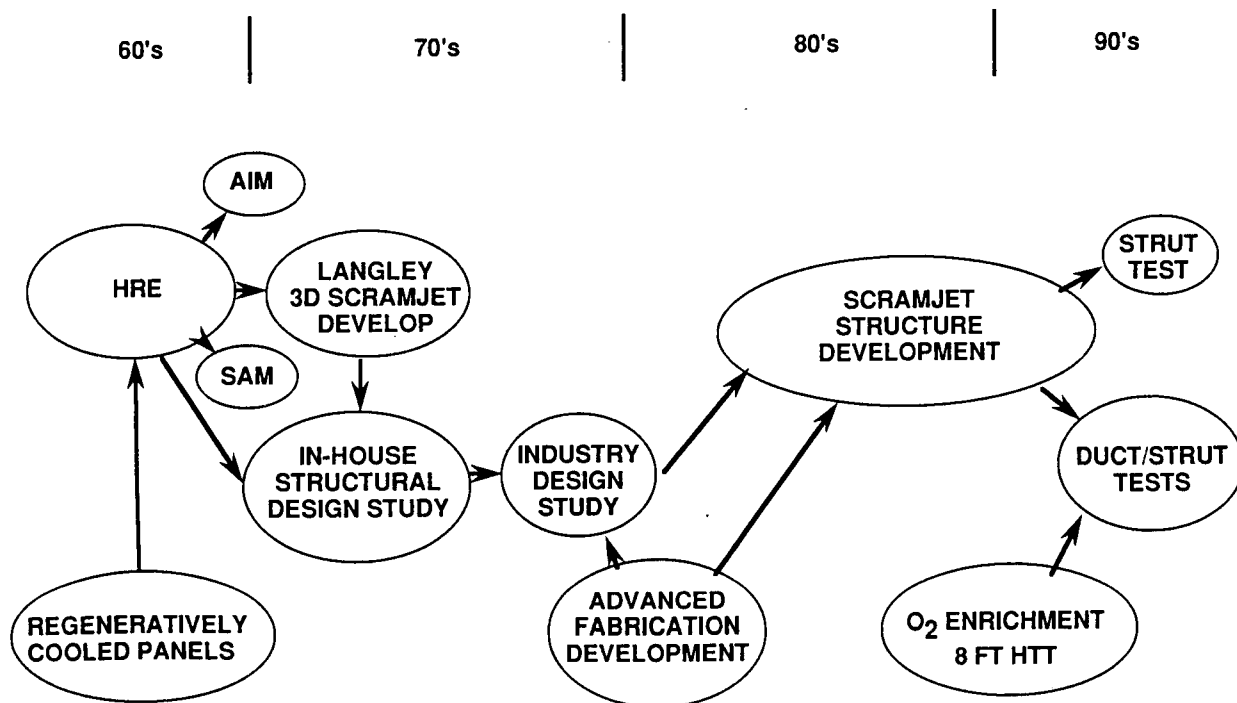 60's
70's
80's
90's
AIM
HRE
LANGLEY
3D SCRAMJET
DEVELOP
SAM
STRUT
TEST
SCRAMJET
STRUCTURE
DEVELOPMENT
IN-HOUSE
STRUCTURAL
DESIGN STUDY
INDUSTRY
DESIGN
STUDY
DUCT/STRUT
TESTS
REGENERATIVELY
COOLED PANELS
ADVANCED
FABRICATION
DEVELOPMENT
O2 ENRICHMENT
8 FT HTT